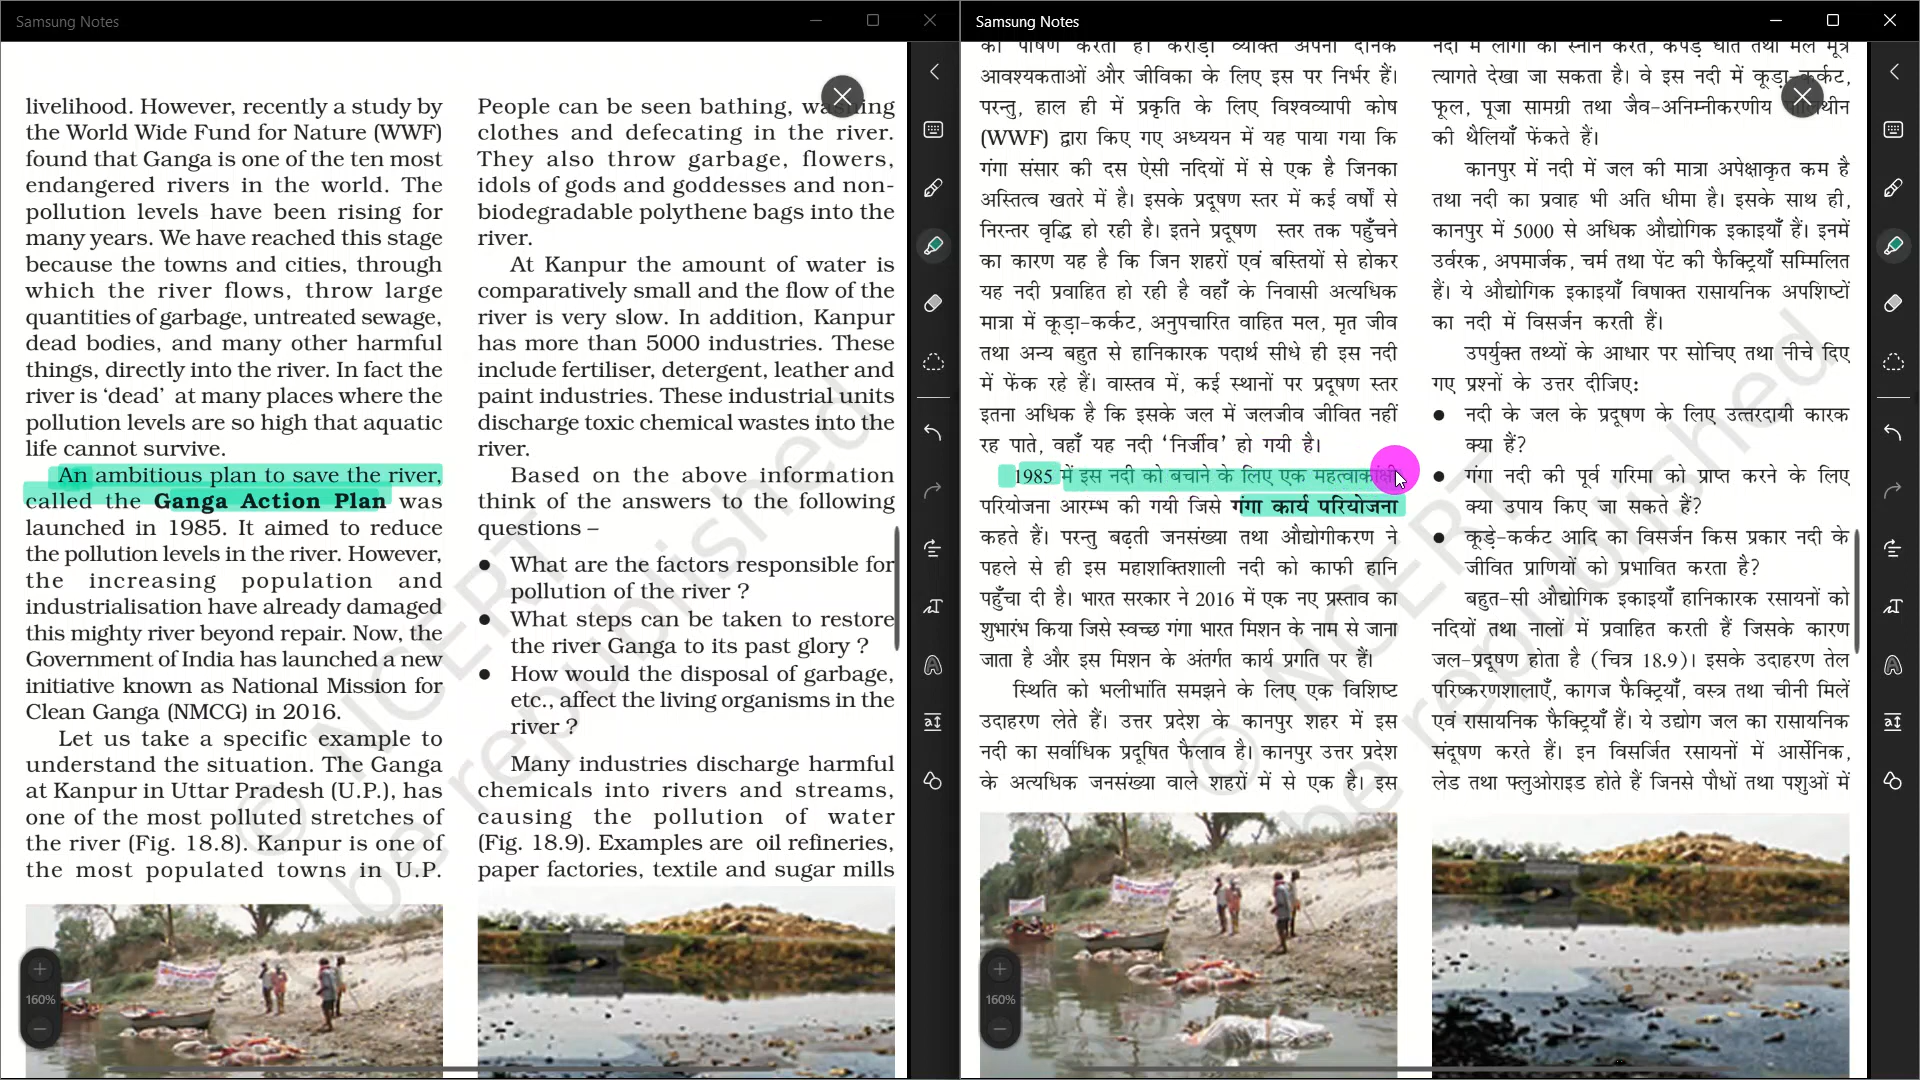 Samsung Notes
livelihood. However, recently a study by
the World Wide Fund for Nature (WWF)
found that Ganga is one of the ten most
endangered rivers in the world. The
pollution levels have been rising for
many years. We have reached this stage
because the towns and cities, through
which the river flows, throw large
quantities of garbage, untreated sewage,
dead bodies, and many other harmful
things, directly into the river. In fact the
river is ‘dead’ at many places where the
pollution levels are so high that aquatic
life cannot survive.
An ambitious plan to save the river,
called the Ganga Action Plan was
launched in 1985. It aimed to reduce
the pollution levels in the river. However,
the increasing population and
industrialisation have already damaged
this mighty river beyond repair. Now, the
Government of India has launched a new
initiative known as National Mission for
Clean Ganga (NMCG) in 2016.
Let us take a specific example to
understand the situation. The Ganga
at Kanpur in Uttar Pradesh (U.P.), has
one of the most polluted stretches of
the river (Fig. 18.8). Kanpur is one of
the most populated towns in U.P.
160%
People can be seen bathing, washing
clothes and defecating in the river.
They also throw garbage, flowers,
idols of gods and goddesses and non-
biodegradable polythene bags into the
river.
At Kanpur the amount of water is
comparatively small and the flow of the
river is very slow. In addition, Kanpur
has more than 5000 industries. These
include fertiliser, detergent, leather and
paint industries. These industrial units
discharge toxic chemical wastes into the
river.
Based on the above information
think of the answers to the following
questions –
● What are the factors responsible for
pollution of the river ?
● What steps can be taken to restore
the river Ganga to its past glory ?
● How would the disposal of garbage,
etc., affect the living organisms in the
river ?
Many industries discharge harmful
chemicals into rivers and streams,
causing the pollution of water
(Fig. 18.9). Examples are oil refineries,
paper factories, textile and sugar mills
© NCERT
be republished
Samsung Notes
का पोषण करती है। करोड़ों व्यक्ति अपनी दैनिक
आवश्यकताओं और जीविका के लिए इस पर निर्भर हैं।
परन्तु, हाल ही में प्रकृति के लिए विश्वव्यापी कोष
(WWF) द्वारा किए गए अध्ययन में यह पाया गया कि
गंगा संसार की दस ऐसी नदियों में से एक है जिनका
अस्तित्व खतरे में है। इसके प्रदूषण स्तर में कई वर्षों से
निरन्तर वृद्धि हो रही है। इतने प्रदूषण स्तर तक पहुँचने
का कारण यह है कि जिन शहरों एवं बस्तियों से होकर
यह नदी प्रवाहित हो रही है वहाँ के निवासी अत्यधिक
मात्रा में कूड़ा-कर्कट, अनुपचारित वाहित मल, मृत जीव
तथा अन्य बहुत से हानिकारक पदार्थ सीधे ही इस नदी
में फेंक रहे हैं। वास्तव में, कई स्थानों पर प्रदूषण स्तर
इतना अधिक है कि इसके जल में जलजीव जीवित नहीं
रह पाते, वहाँ यह नदी ‘निर्जीव’ हो गयी है।
1985 में इस नदी को बचाने के लिए एक महत्वाकांक्षी
परियोजना आरम्भ की गयी जिसे गंगा कार्य परियोजना
कहते हैं। परन्तु बढ़ती जनसंख्या तथा औद्योगीकरण ने
पहले से ही इस महाशक्तिशाली नदी को काफी हानि
पहुँचा दी है। भारत सरकार ने 2016 में एक नए प्रस्ताव का
शुभारंभ किया जिसे स्वच्छ गंगा भारत मिशन के नाम से जाना
जाता है और इस मिशन के अंतर्गत कार्य प्रगति पर हैं।
स्थिति को भलीभांति समझने के लिए एक विशिष्ट
उदाहरण लेते हैं। उत्तर प्रदेश के कानपुर शहर में इस
नदी का सर्वाधिक प्रदूषित फैलाव है। कानपुर उत्तर प्रदेश
के अत्यधिक जनसंख्या वाले शहरों में से एक है। इस
160%
नदी में लोगों को स्नान करते, कपड़े धोते तथा मल मूत्र
त्यागते देखा जा सकता है। वे इस नदी में कूड़ा-कर्कट,
फूल, पूजा सामग्री तथा जैव-अनिम्नीकरणीय पॉलिथीन
की थैलियाँ फेंकते हैं।
कानपुर में नदी में जल की मात्रा अपेक्षाकृत कम है
तथा नदी का प्रवाह भी अति धीमा है। इसके साथ ही,
कानपुर में 5000 से अधिक औद्योगिक इकाइयाँ हैं। इनमें
उर्वरक, अपमार्जक, चर्म तथा पेंट की फैक्ट्रियाँ सम्मिलित
हैं। ये औद्योगिक इकाइयाँ विषाक्त रासायनिक अपशिष्टों
का नदी में विसर्जन करती हैं।
उपर्युक्त तथ्यों के आधार पर सोचिए तथा नीचे दिए
गए प्रश्नों के उत्तर दीजिए:
● नदी के जल के प्रदूषण के लिए उत्तरदायी कारक
क्या हैं?
● गंगा नदी की पूर्व गरिमा को प्राप्त करने के लिए
क्या उपाय किए जा सकते हैं?
● कूड़े-कर्कट आदि का विसर्जन किस प्रकार नदी के
जीवित प्राणियों को प्रभावित करता है?
बहुत-सी औद्योगिक इकाइयाँ हानिकारक रसायनों को
नदियों तथा नालों में प्रवाहित करती हैं जिसके कारण
जल-प्रदूषण होता है (चित्र 18.9)। इसके उदाहरण तेल
परिष्करणशालाएँ, कागज फैक्ट्रियाँ, वस्त्र तथा चीनी मिलें
एवं रासायनिक फैक्ट्रियाँ हैं। ये उद्योग जल का रासायनिक
संदूषण करते हैं। इन विसर्जित रसायनों में आर्सेनिक,
लेड तथा फ्लुओराइड होते हैं जिनसे पौधों तथा पशुओं में
© NCERT
be republished